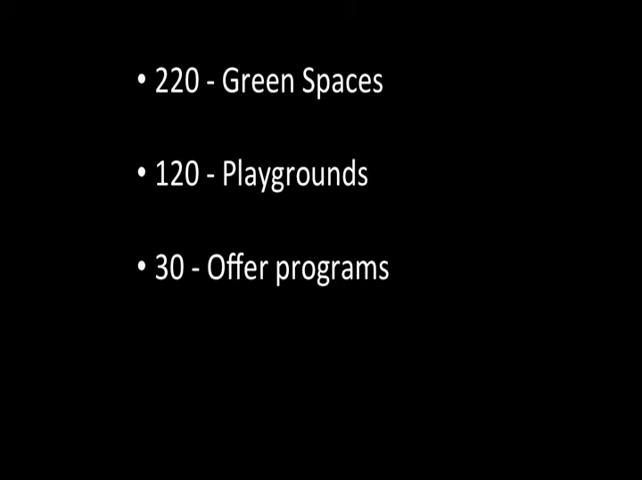 • 220 - Green Spaces
• 120 - Playgrounds
• 30 - Offer programs